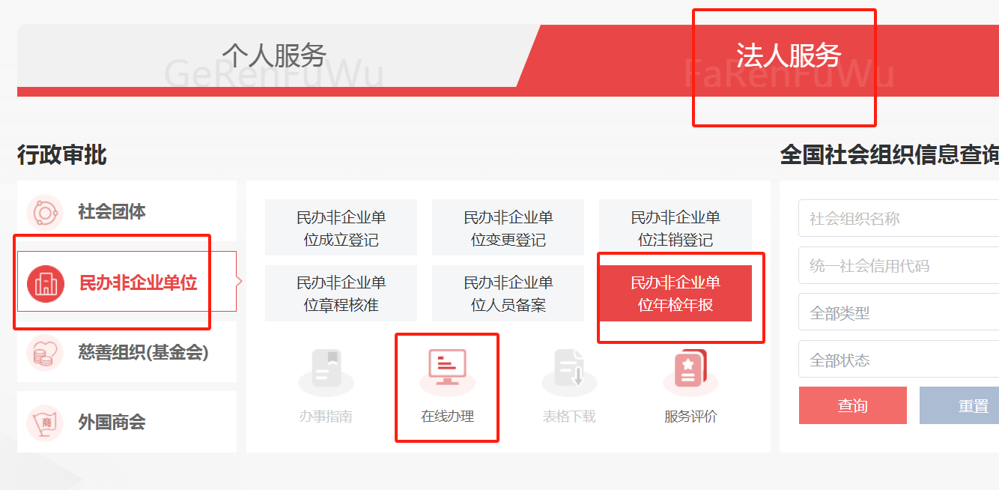 个人服务
GeRenFuWu
法人服务
FaRenFuWu
行政审批
社会团体
民办非企业单位
慈善组织(基金会)
外国商会
商
民办非企业单
位成立登记
民办非企业单
位变更登记
民办非企业单
位注销登记
民办非企业单
位章程核准
民办非企业单
位人员备案
民办非企业单
位年检年报
办事指南
在线办理
表格下载
服务评价
全国社会组织信息查询
社会组织名称
统一社会信用代码
全部类型
全部状态
查询
重置